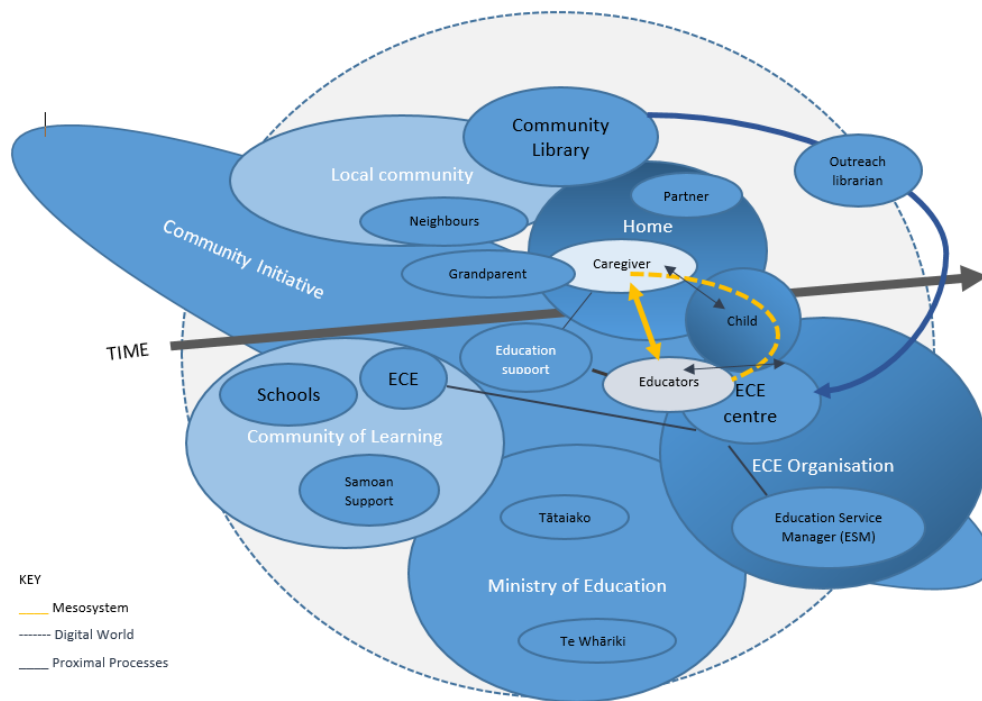 Community
Library
Outreach
librarian
Local community
Partner
Neighbours
Home
Community Initiative
Caregiver
Grandparent
Child
TIME
Education
support
ECE
Educators
Schools
ECE
centre
Community of Learning
ECE Organisation
Samoan
Support
Tātaiako
Education Service
Manager (ESM)
Ministry of Education
Te Whāriki
KEY
Mesosystem
Digital World
Proximal Processes